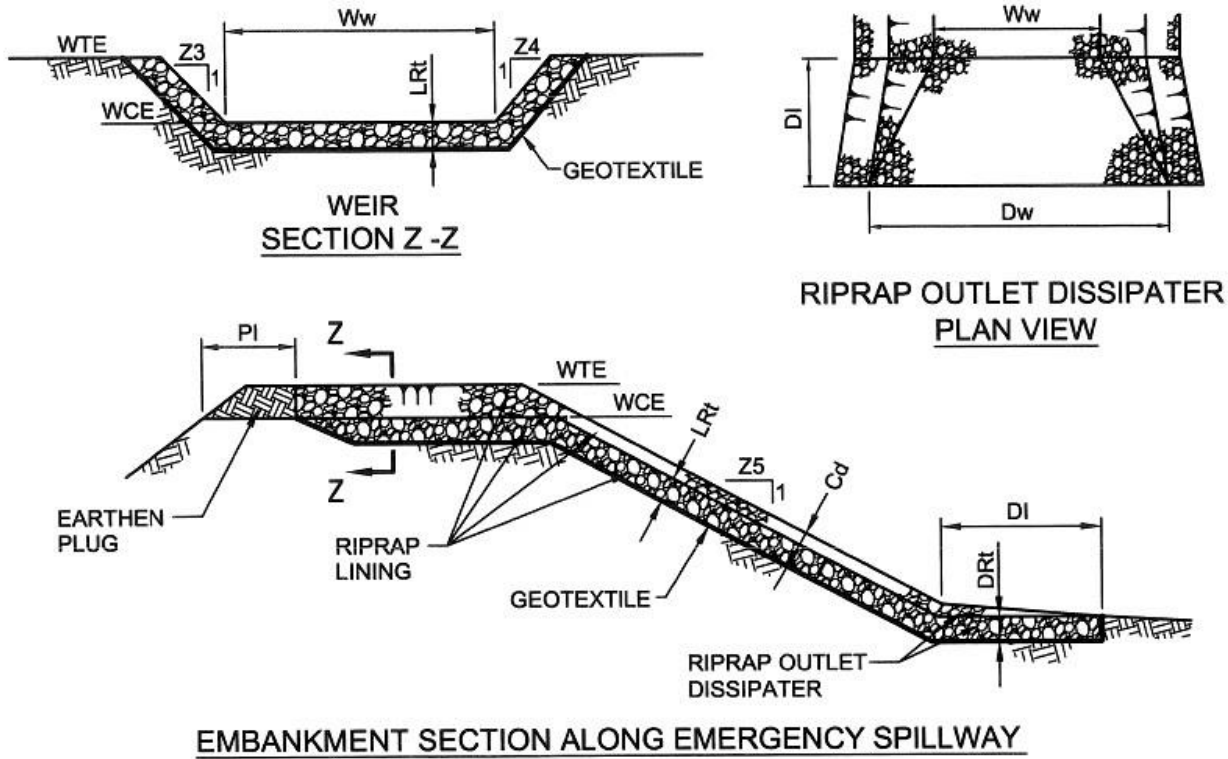 Ww
WTE
Z3
1
Z4
1
LRt
WCE
GEOTEXTILE
WEIR
SECTION Z -Z
Ww
Dl
Dw
RIPRAP OUTLET DISSIPATER
PLAN VIEW
Pl
Z
WTE
WCE
LRt
Z5
1
Cd
Z
Dl
DRt
EARTHEN
PLUG
RIPRAP
LINING
GEOTEXTILE
RIPRAP OUTLET
DISSIPATER
EMBANKMENT SECTION ALONG EMERGENCY SPILLWAY